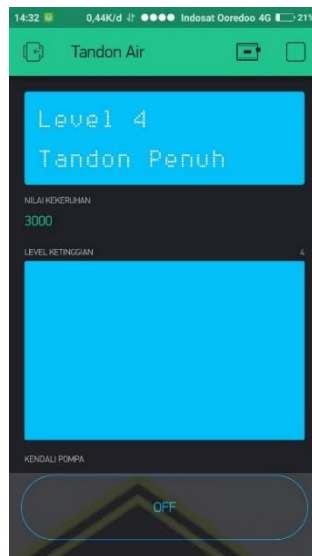 14:32 0,44K/d Indosat Ooredoo 4G 21%
Tandon Air
Level 4
Tandon Penuh
NILAI KEKERUHAN
3000
LEVEL KETINGGIAN 4
KENDALI POMPA
OFF